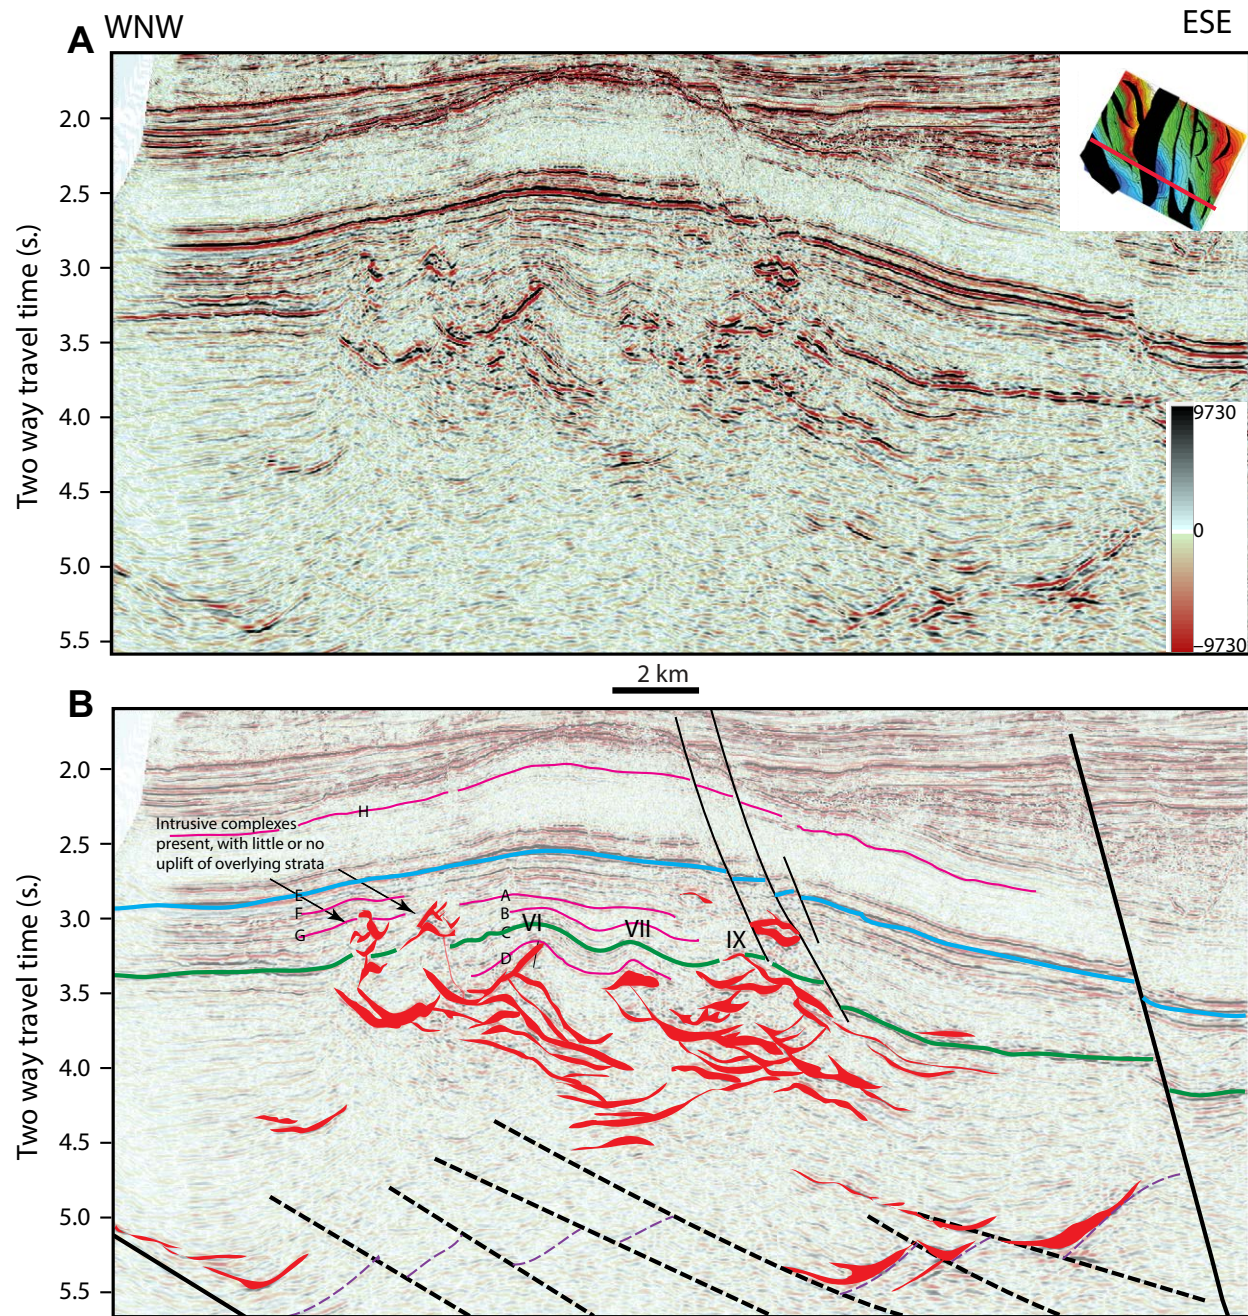 A WNW ESE
Two way travel time (s.)
2.0
2.5
3.0
3.5
4.0
4.5
5.0
5.5
9730
0
−9730
2 km
B
Two way travel time (s.)
2.0
2.5
3.0
3.5
4.0
4.5
5.0
5.5
H
Intrusive complexes
present, with little or no
uplift of overlying strata
E
F
G
A
B
C
D
VI
VII
IX